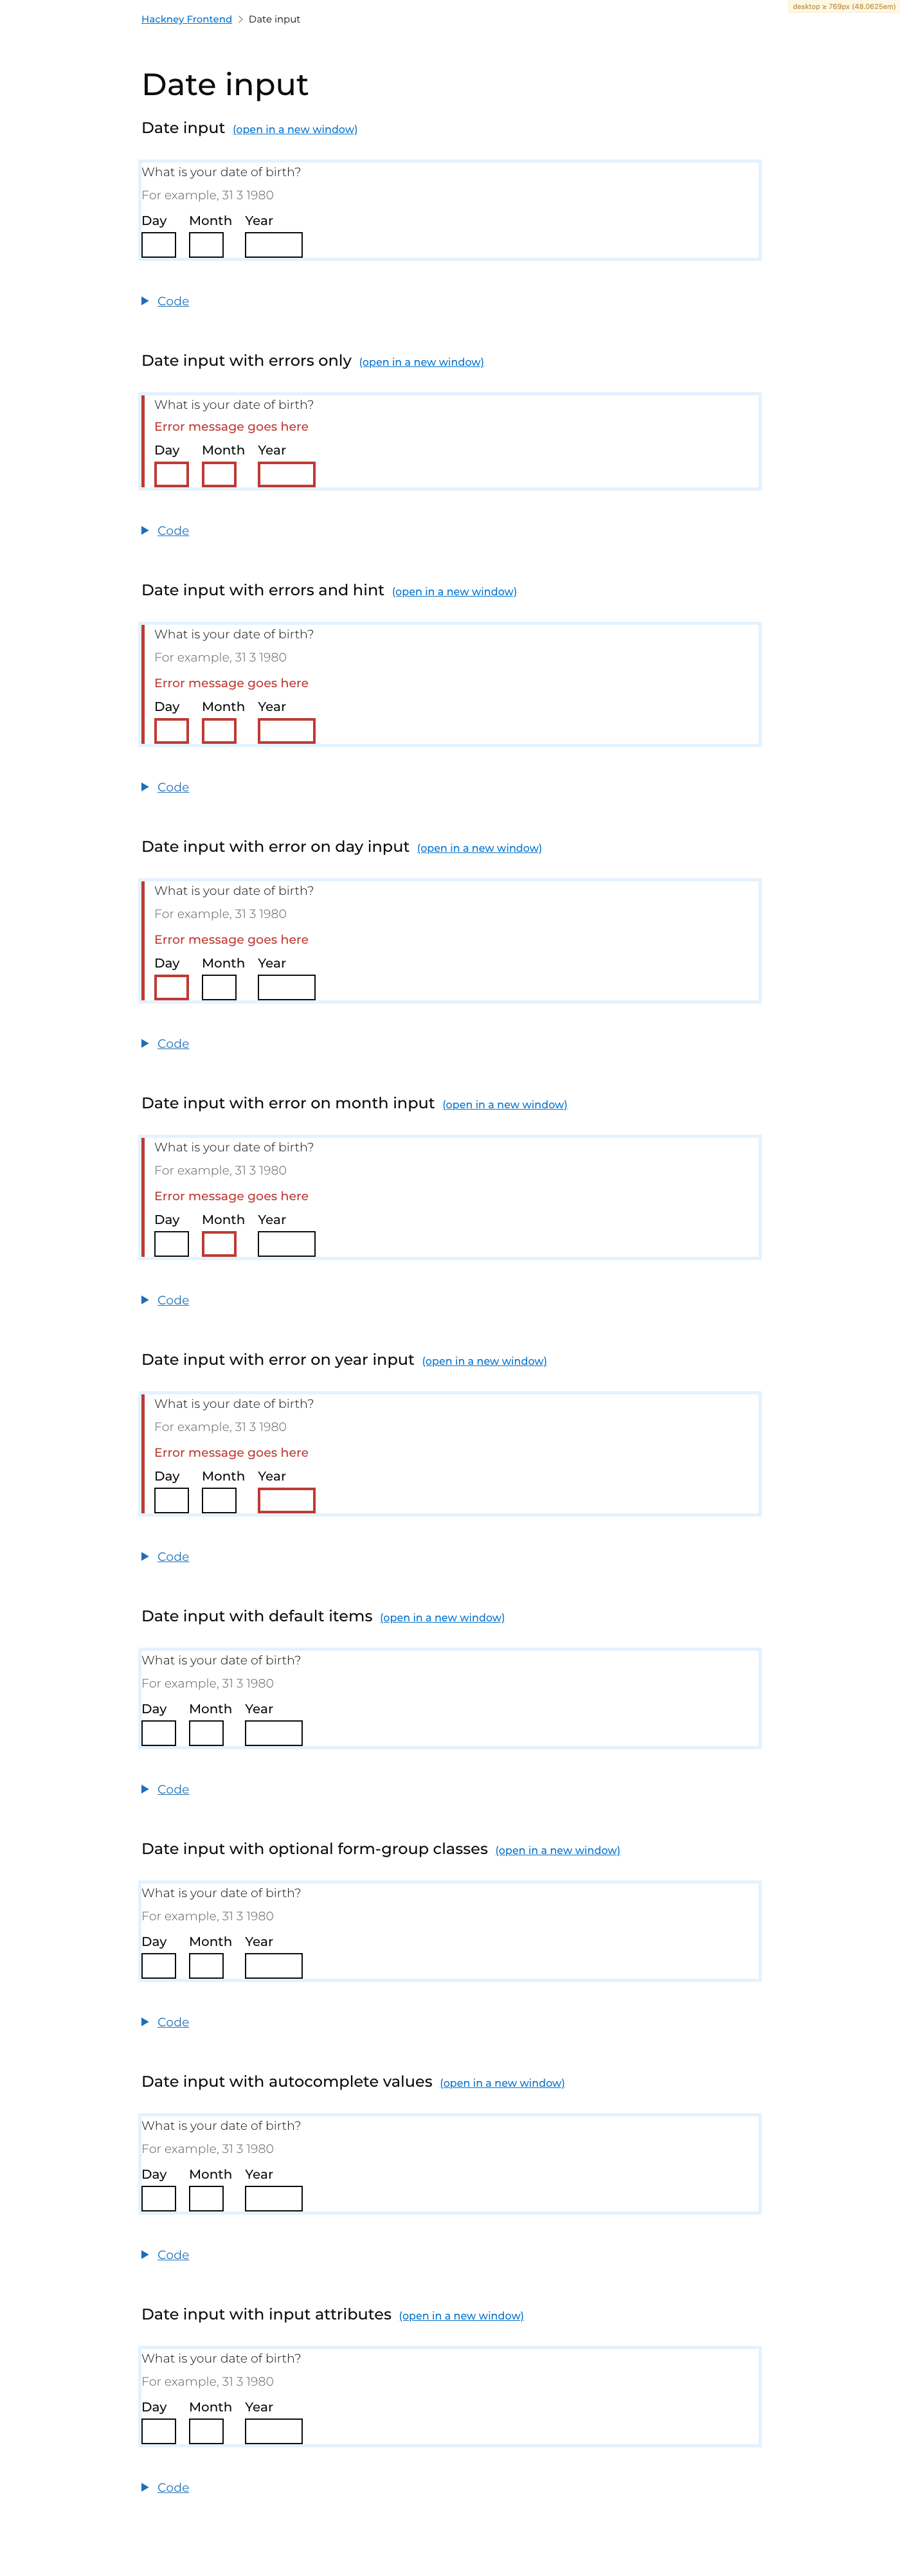 desktop ≥ 769px (48.0625em)
Hackney Frontend Date input
Date input
Date input (open in a new window)
What is your date of birth?
For example, 31 3 1980
Day Month Year
Code
Date input with errors only (open in a new window)
What is your date of birth?
Error message goes here
Day Month Year
Code
Date input with errors and hint (open in a new window)
What is your date of birth?
For example, 31 3 1980
Error message goes here
Day Month Year
Code
Date input with error on day input (open in a new window)
What is your date of birth?
For example, 31 3 1980
Error message goes here
Day Month Year
Code
Date input with error on month input (open in a new window)
What is your date of birth?
For example, 31 3 1980
Error message goes here
Day Month Year
Code
Date input with error on year input (open in a new window)
What is your date of birth?
For example, 31 3 1980
Error message goes here
Day Month Year
Code
Date input with default items (open in a new window)
What is your date of birth?
For example, 31 3 1980
Day Month Year
Code
Date input with optional form-group classes (open in a new window)
What is your date of birth?
For example, 31 3 1980
Day Month Year
Code
Date input with autocomplete values (open in a new window)
What is your date of birth?
For example, 31 3 1980
Day Month Year
Code
Date input with input attributes (open in a new window)
What is your date of birth?
For example, 31 3 1980
Day Month Year
Code